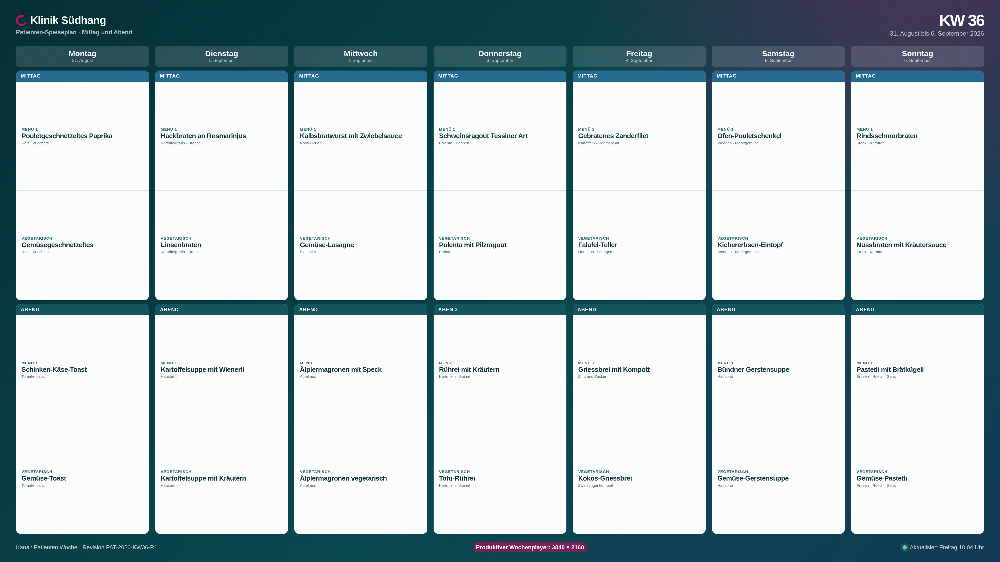 Klinik Südhang
Patienten-Speiseplan · Mittag und Abend
KW 36
31. August bis 6. September 2026
Montag
31. August
Dienstag
1. September
Mittwoch
2. September
Donnerstag
3. September
Freitag
4. September
Samstag
5. September
Sonntag
6. September
MITTAG
MENÜ 1
Pouletgeschnetzeltes Paprika
Reis · Zucchetti
VEGETARISCH
Gemüsegeschnetzeltes
Reis · Zucchetti
MITTAG
MENÜ 1
Hackbraten an Rosmarinjus
Kartoffelgratin · Broccoli
VEGETARISCH
Linsenbraten
Kartoffelgratin · Broccoli
MITTAG
MENÜ 1
Kalbsbratwurst mit Zwiebelsauce
Rösti · Rüebli
VEGETARISCH
Gemüse-Lasagne
Blattsalat
MITTAG
MENÜ 1
Schweinsragout Tessiner Art
Polenta · Bohnen
VEGETARISCH
Polenta mit Pilzragout
Bohnen
MITTAG
MENÜ 1
Gebratenes Zanderfilet
Kartoffeln · Rahmspinat
VEGETARISCH
Falafel-Teller
Hummus · Ofengemüse
MITTAG
MENÜ 1
Ofen-Pouletschenkel
Wedges · Marktgemüse
VEGETARISCH
Kichererbsen-Eintopf
Wedges · Marktgemüse
MITTAG
MENÜ 1
Rindsschmorbraten
Stock · Karotten
VEGETARISCH
Nussbraten mit Kräutersauce
Stock · Karotten
ABEND
MENÜ 1
Schinken-Käse-Toast
Tomatensalat
VEGETARISCH
Gemüse-Toast
Tomatensalat
ABEND
MENÜ 1
Kartoffelsuppe mit Wienerli
Hausbrot
VEGETARISCH
Kartoffelsuppe mit Kräutern
Hausbrot
ABEND
MENÜ 1
Älplermagronen mit Speck
Apfelmus
VEGETARISCH
Älplermagronen vegetarisch
Apfelmus
ABEND
MENÜ 1
Rührei mit Kräutern
Kartoffeln · Spinat
VEGETARISCH
Tofu-Rührei
Kartoffeln · Spinat
ABEND
MENÜ 1
Griessbrei mit Kompott
Zimt und Zucker
VEGETARISCH
Kokos-Griessbrei
Zwetschgenkompott
ABEND
MENÜ 1
Bündner Gerstensuppe
Hausbrot
VEGETARISCH
Gemüse-Gerstensuppe
Hausbrot
ABEND
MENÜ 1
Pastetli mit Brätkügeli
Erbsen · Rüebli · Salat
VEGETARISCH
Gemüse-Pastetli
Erbsen · Rüebli · Salat
Kanal: Patienten Woche · Revision PAT-2026-KW36-R1
Produktiver Wochenplayer: 3840 × 2160
Aktualisiert Freitag 10:04 Uhr